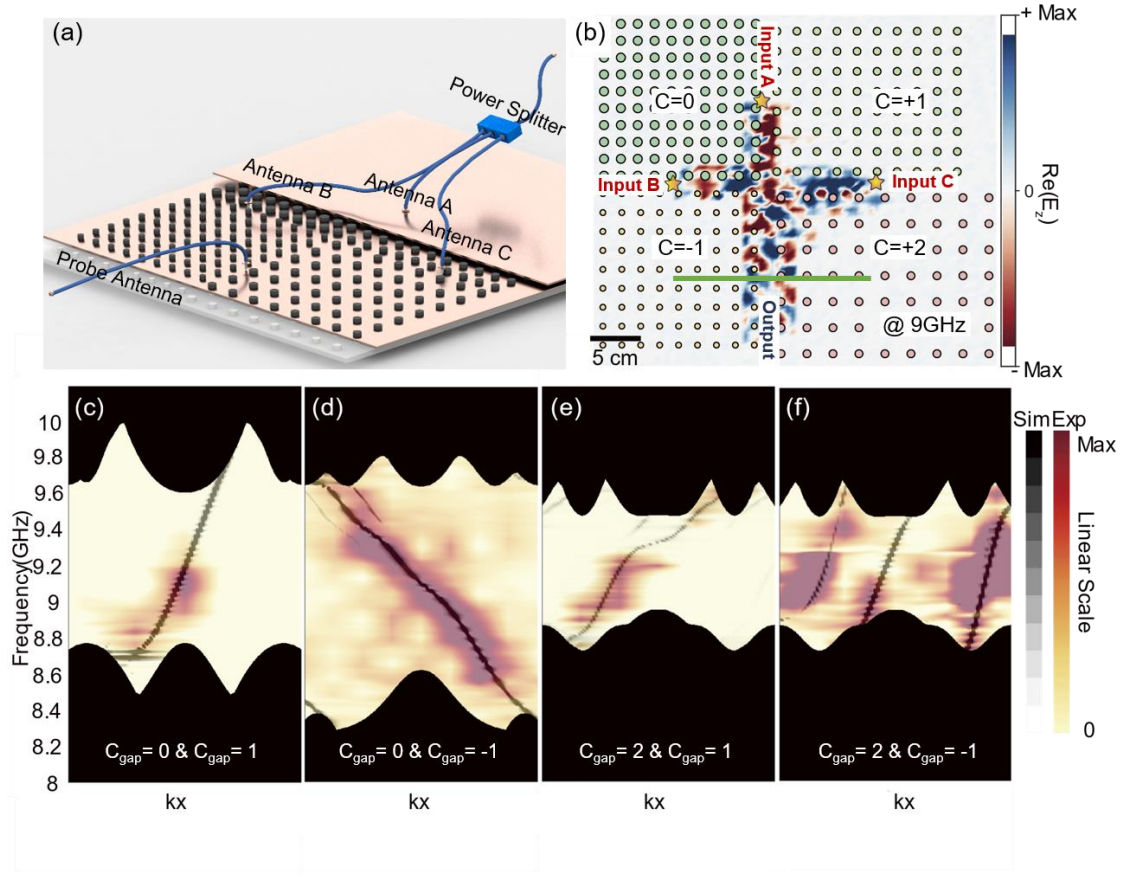 (a)
Power Splitter
Antenna B
Antenna A
Antenna C
Probe Antenna
(b)
Input A
C=0
C=+1
Input B
Input C
C=-1
C=+2
@ 9GHz
Output
5 cm
+ Max
0
- Max
Re(Ez)
(c)
(d)
(e)
(f)
Frequency(GHz)
10
9.8
9.6
9.4
9.2
9
8.8
8.6
8.4
8.2
8
Cgap= 0 & Cgap= 1
Cgap= 0 & Cgap= -1
Cgap= 2 & Cgap= 1
Cgap= 2 & Cgap= -1
kx
kx
kx
kx
Sim Exp
Max
Linear Scale
0